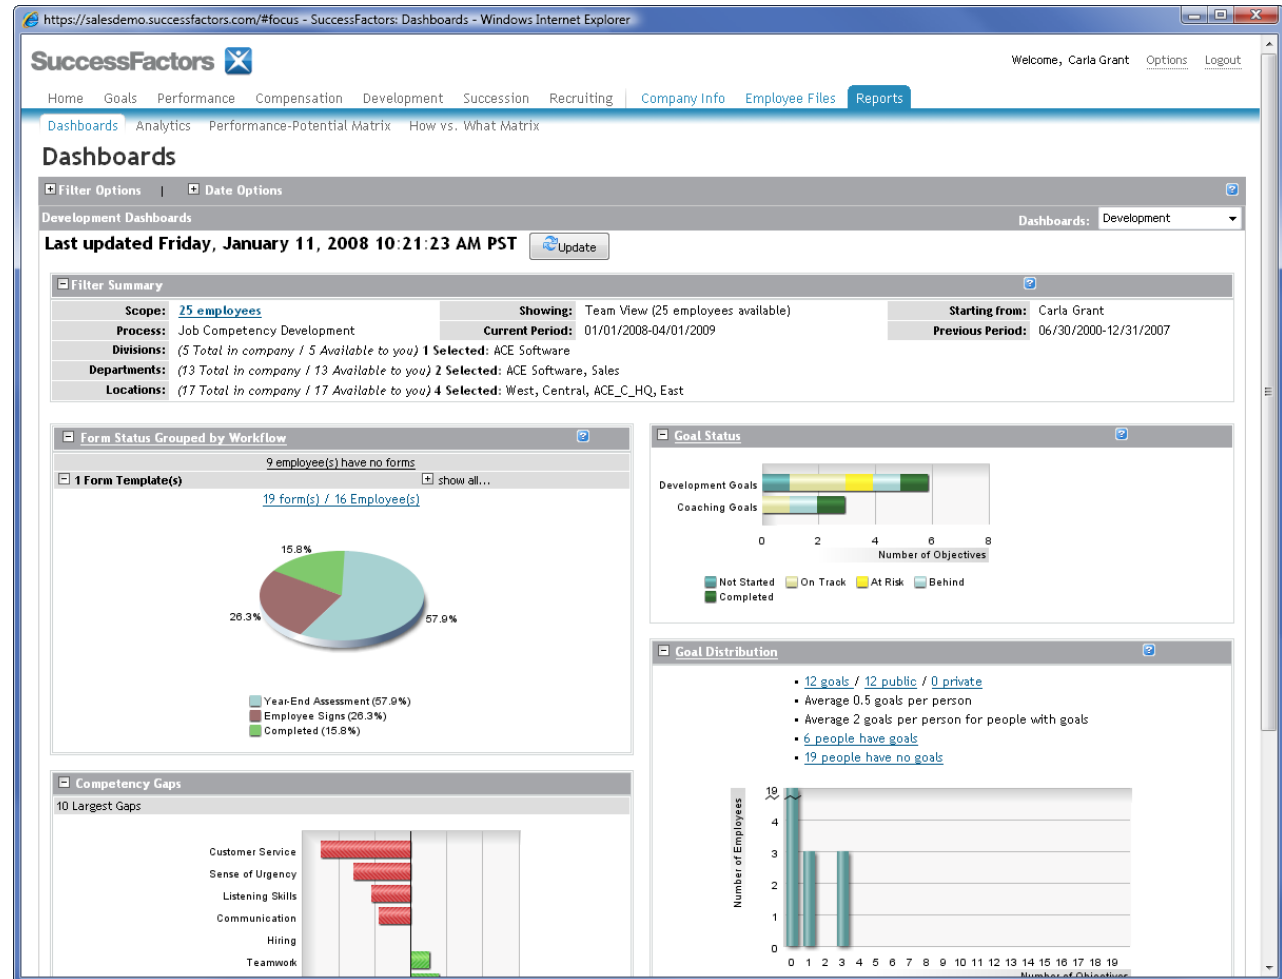 https://salesdemo.successfactors.com/#focus - SuccessFactors: Dashboards - Windows Internet Explorer
SuccessFactors
Welcome, Carla Grant Options Logout
Home Goals Performance Compensation Development Succession Recruiting Company Info Employee Files Reports
Dashboards Analytics Performance-Potential Matrix How vs. What Matrix
Dashboards
Filter Options | Date Options
Development Dashboards
Dashboards: Development
Last updated Friday, January 11, 2008 10:21:23 AM PST Update
Filter Summary
Scope: 25 employees Showing: Team View (25 employees available) Starting from: Carla Grant
Process: Job Competency Development Current Period: 01/01/2008-04/01/2009 Previous Period: 06/30/2000-12/31/2007
Divisions: (5 Total in company / 5 Available to you) 1 Selected: ACE Software
Departments: (13 Total in company / 13 Available to you) 2 Selected: ACE Software, Sales
Locations: (17 Total in company / 17 Available to you) 4 Selected: West, Central, ACE_C_HQ, East
Form Status Grouped by Workflow
9 employee(s) have no forms
1 Form Template(s) show all...
19 form(s) / 16 Employee(s)
15.8%
26.3%
57.9%
Year-End Assessment (57.9%)
Employee Signs (26.3%)
Completed (15.8%)
Competency Gaps
10 Largest Gaps
Customer Service
Sense of Urgency
Listening Skills
Communication
Hiring
Teamwork
Goal Status
Development Goals
Coaching Goals
0 2 4 6 8
Number of Objectives
Not Started On Track At Risk Behind
Completed
Goal Distribution
12 goals / 12 public / 0 private
Average 0.5 goals per person
Average 2 goals per person for people with goals
6 people have goals
19 people have no goals
Number of Employees
19
4
3
2
1
0
0 1 2 3 4 5 6 7 8 9 10 11 12 13 14 15 16 17 18 19
Number of Objectives